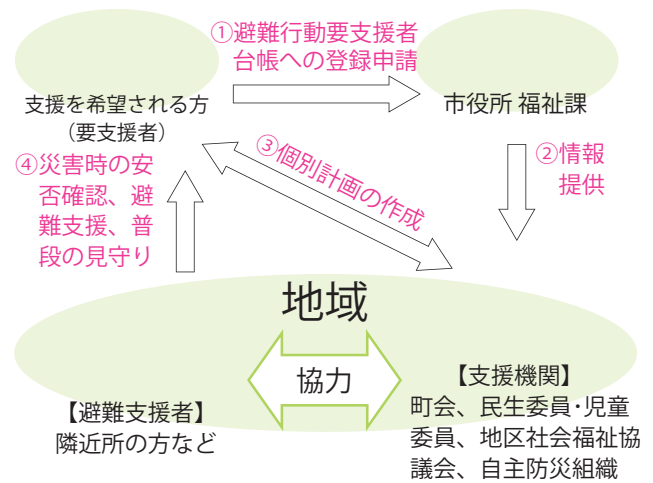 ①避難行動要支援者
台帳への登録申請
支援を希望される方
（要支援者）
市役所 福祉課
②情報
提供
③個別計画の作成
④災害時の安
否確認、避
難支援、普
段の見守り
地域
協力
【避難支援者】
隣近所の方など
【支援機関】
町会、民生委員・児童
委員、地区社会福祉協
議会、自主防災組織